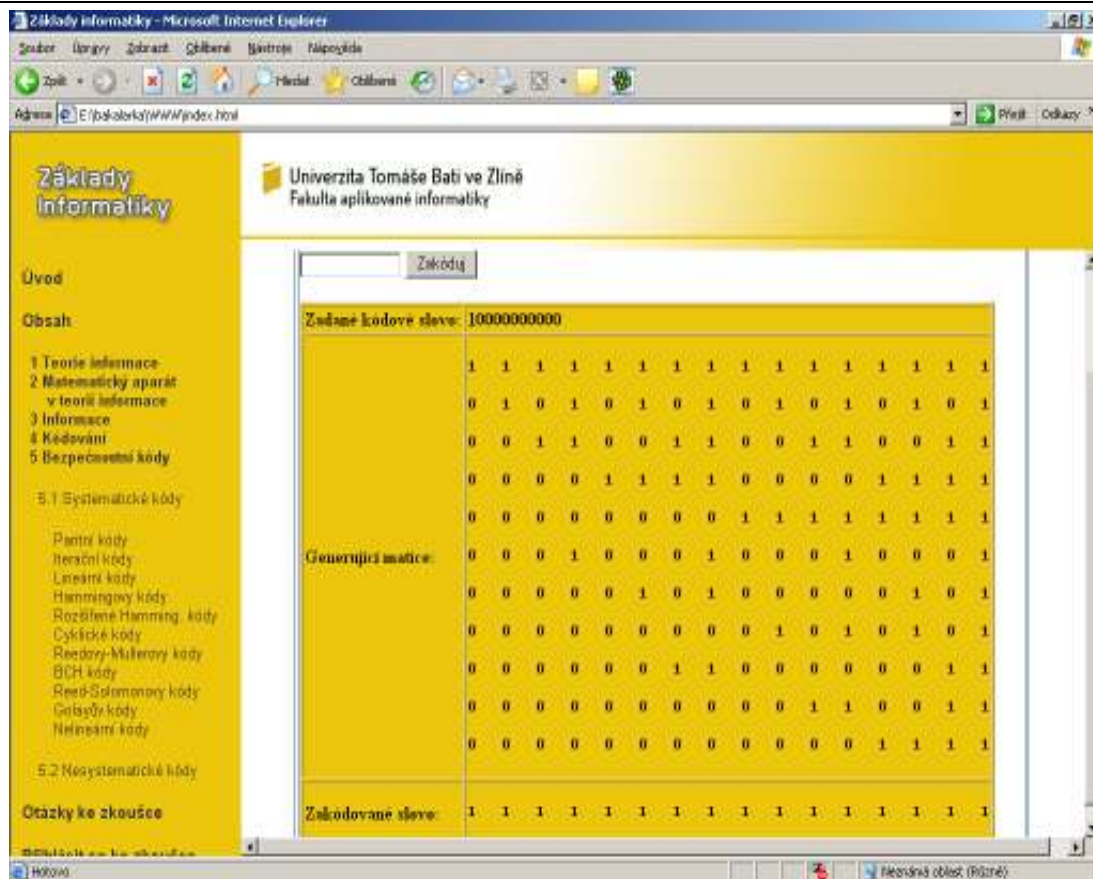 Základy informatiky - Microsoft Internet Explorer
Soubor Úpravy Zobrazit Oblíbené Nástroje Nápověda
Zpět Hledat Oblíbené
Adresa E:\bakalarka\WWW\index.html Přejít Odkazy
Základy
Informatiky
Univerzita Tomáše Bati ve Zlíně
Fakulta aplikované informatiky
Úvod
Obsah
1 Teorie informace
2 Matematický aparát
v teorii informace
3 Informace
4 Kódování
5 Bezpečnostní kódy
5.1 Systematické kódy
Paritní kódy
Iterační kódy
Lineární kódy
Hammingovy kódy
Rozšířené Hamming. kódy
Cyklické kódy
Reedovy-Mullerovy kódy
BCH kódy
Reed-Solomonovy kódy
Golayův kódy
Nelineární kódy
5.2 Nesystematické kódy
Otázky ke zkoušce
Přihlásit se ke zkoušce
Zakóduj
Zadané kódové slovo: 10000000000
Generující matice:
1 1 1 1 1 1 1 1 1 1 1 1 1 1 1 1
0 1 0 1 0 1 0 1 0 1 0 1 0 1 0 1
0 0 1 1 0 0 1 1 0 0 1 1 0 0 1 1
0 0 0 0 1 1 1 1 0 0 0 0 1 1 1 1
0 0 0 0 0 0 0 0 1 1 1 1 1 1 1 1
0 0 0 1 0 0 0 1 0 0 0 1 0 0 0 1
0 0 0 0 0 1 0 1 0 0 0 0 0 1 0 1
0 0 0 0 0 0 0 0 0 1 0 1 0 1 0 1
0 0 0 0 0 0 1 1 0 0 0 0 0 0 1 1
0 0 0 0 0 0 0 0 0 0 1 1 0 0 1 1
0 0 0 0 0 0 0 0 0 0 0 0 1 1 1 1
Zakódované slovo: 1 1 1 1 1 1 1 1 1 1 1 1 1 1 1 1
Hotovo Neznámá oblast (Různé)